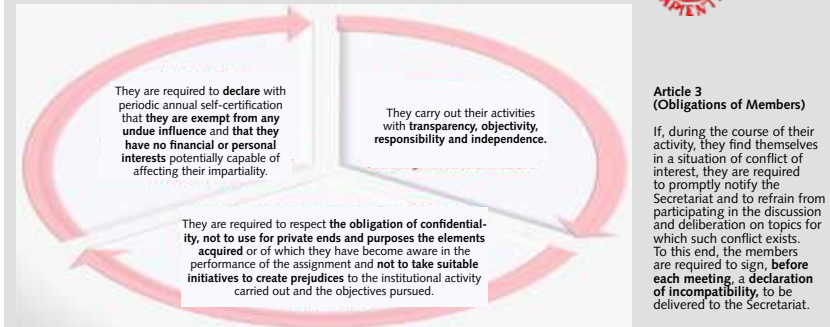 APIENT
They are required to declare with
periodic annual self-certification
that they are exempt from any
undue influence and that they
have no financial or personal
interests potentially capable of
affecting their impartiality.
They carry out their activities
with transparency, objectivity,
responsibility and independence.
They are required to respect the obligation of confidential-
ity, not to use for private ends and purposes the elements
acquired or of which they have become aware in the
performance of the assignment and not to take suitable
initiatives to create prejudices to the institutional activity
carried out and the objectives pursued.
Article 3
(Obligations of Members)
If, during the course of their
activity, they find themselves
in a situation of conflict of
interest, they are required
to promptly notify the
Secretariat and to refrain from
participating in the discussion
and deliberation on topics for
which such conflict exists.
To this end, the members
are required to sign, before
each meeting, a declaration
of incompatibility, to be
delivered to the Secretariat.